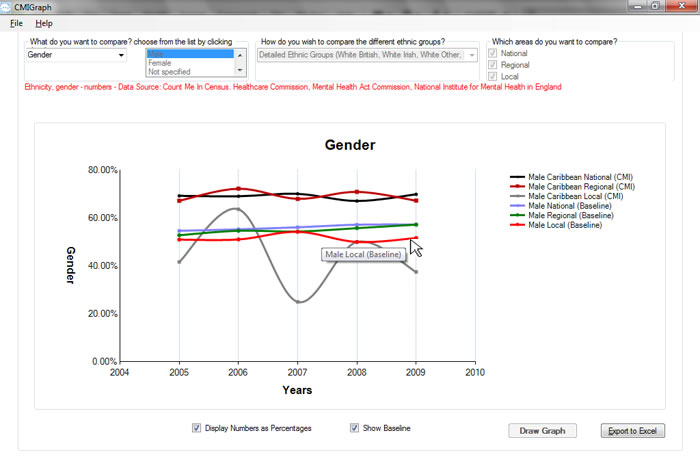 CMIGraph
File Help
What do you want to compare? choose from the list by clicking
Gender
Male
Female
Not specified
How do you wish to compare the different ethnic groups?
Detailed Ethnic Groups (White British, White Irish, White Other,
Which areas do you want to compare?
National
Regional
Local
Ethnicity, gender - numbers - Data Source: Count Me In Census. Healthcare Commission, Mental Health Act Commission, National Institute for Mental Health in England
Gender
80.00%
60.00%
40.00%
20.00%
0.00%
Gender
2004 2005 2006 2007 2008 2009 2010
Years
Male Caribbean National (CMI)
Male Caribbean Regional (CMI)
Male Caribbean Local (CMI)
Male National (Baseline)
Male Regional (Baseline)
Male Local (Baseline)
Male Local (Baseline)
Display Numbers as Percentages
Show Baseline
Draw Graph
Export to Excel